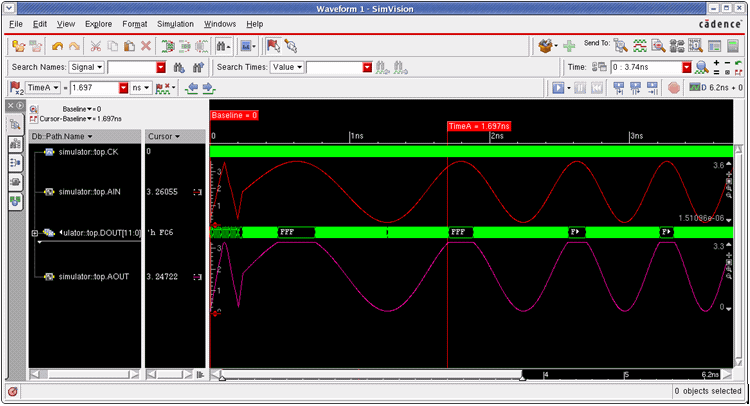 Waveform 1 - SimVision
File Edit View Explore Format Simulation Windows Help
cādence
Send To:
Search Names: Signal
Search Times: Value
Time: 0 : 3.74ns
TimeA = 1.697 ns
D 6.2ns + 0
Baseline = 0
Cursor-Baseline = 1.697ns
Baseline = 0
TimeA = 1.697ns
Db::Path.Name Cursor
0 1ns 2ns 3ns
simulator::top.CK 0
simulator::top.AIN 3.26055
3 2 1 3.6 1.51096e-06
ulator::top.DOUT[11:0] 'h FC6
FFF FFF F F
simulator::top.AOUT 3.24722
3 2 3.3 0
4 5 6.2ns
0 objects selected